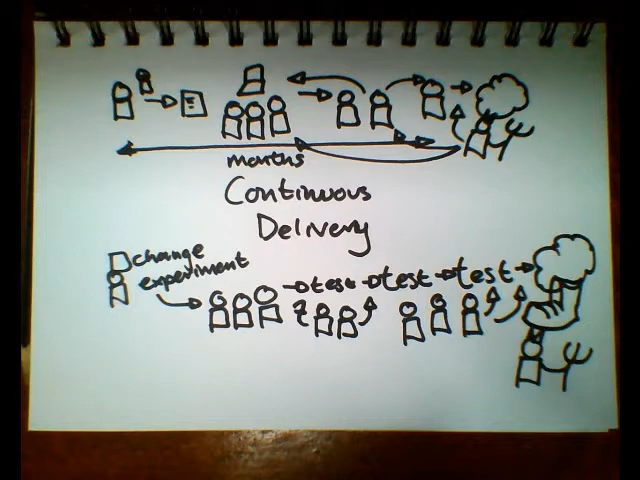 months
Continuous
Delivery
change
experiment
test test test